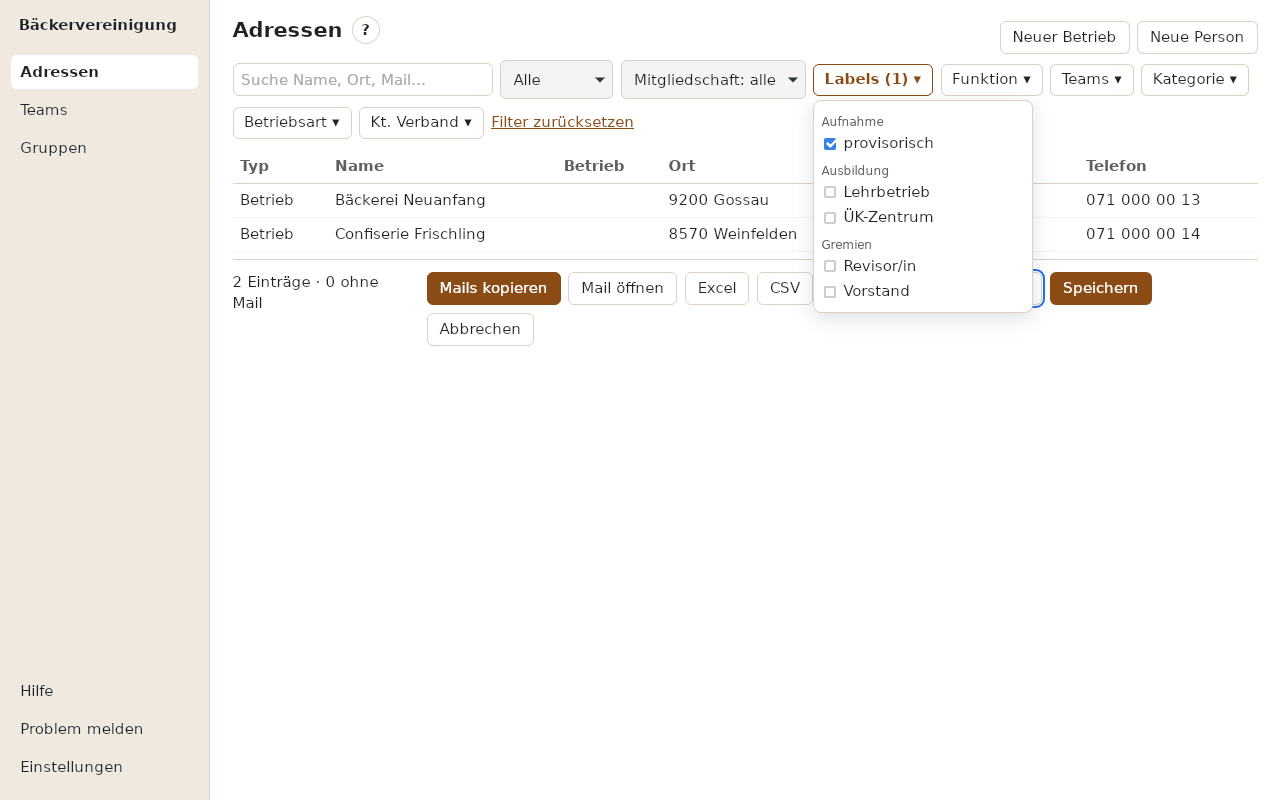 Bäckervereinigung
Adressen
Teams
Gruppen
Hilfe
Problem melden
Einstellungen
Adressen ?
Neuer Betrieb Neue Person
Suche Name, Ort, Mail... Alle Mitgliedschaft: alle Labels (1) ▾ Funktion ▾ Teams ▾ Kategorie ▾
Betriebsart ▾ Kt. Verband ▾ Filter zurücksetzen
Aufnahme
provisorisch
Ausbildung
Lehrbetrieb
ÜK-Zentrum
Gremien
Revisor/in
Vorstand
Typ Name Betrieb Ort Telefon
Betrieb Bäckerei Neuanfang 9200 Gossau 071 000 00 13
Betrieb Confiserie Frischling 8570 Weinfelden 071 000 00 14
2 Einträge · 0 ohne
Mail
Mails kopieren Mail öffnen Excel CSV Speichern
Abbrechen